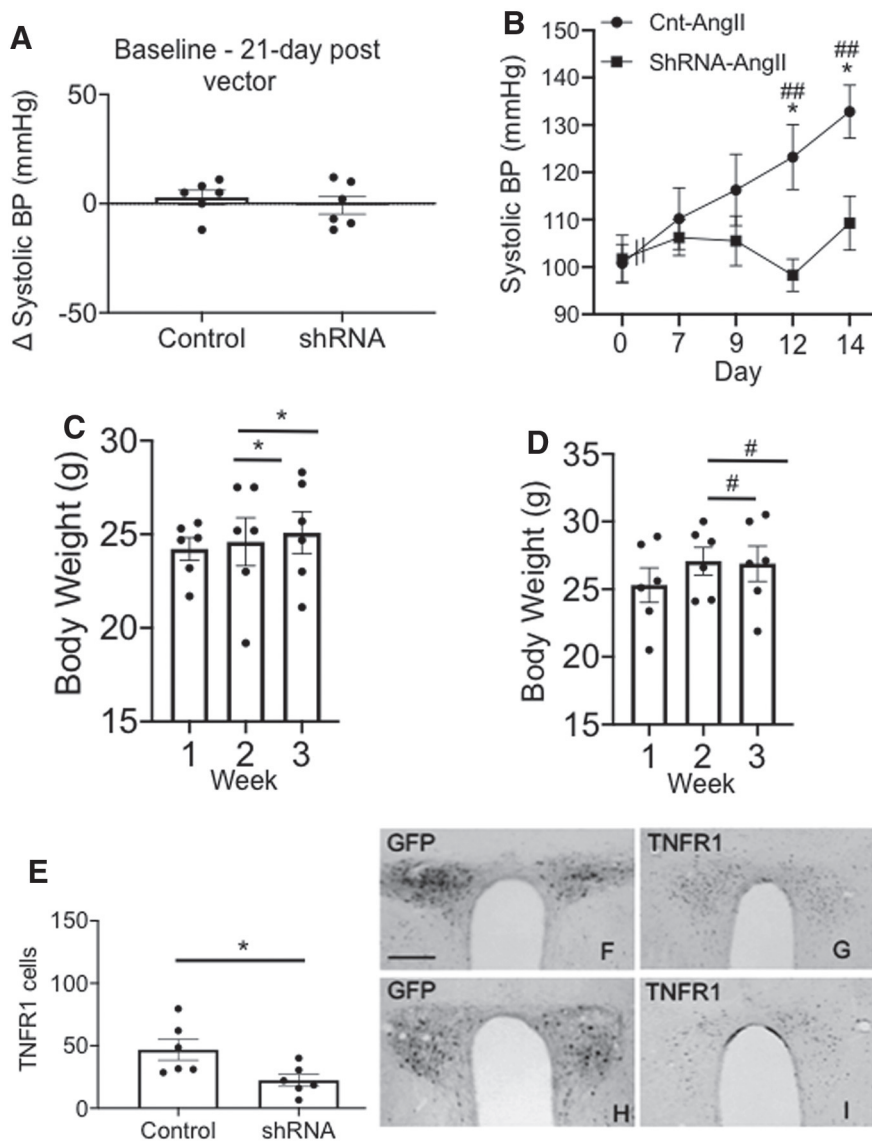 A
Baseline - 21-day post
vector
Δ Systolic BP (mmHg)
50
0
-50
Control
shRNA
B
Cnt-AngII
ShRNA-AngII
Systolic BP (mmHg)
150
140
130
120
110
100
90
##
*
##
*
0 7 9 12 14
Day
C
Body Weight (g)
30
25
20
15
*
*
1 2 3
Week
D
Body Weight (g)
35
30
25
20
15
#
#
1 2 3
Week
E
TNFR1 cells
150
100
50
0
*
Control
shRNA
GFP
F
TNFR1
G
GFP
H
TNFR1
I